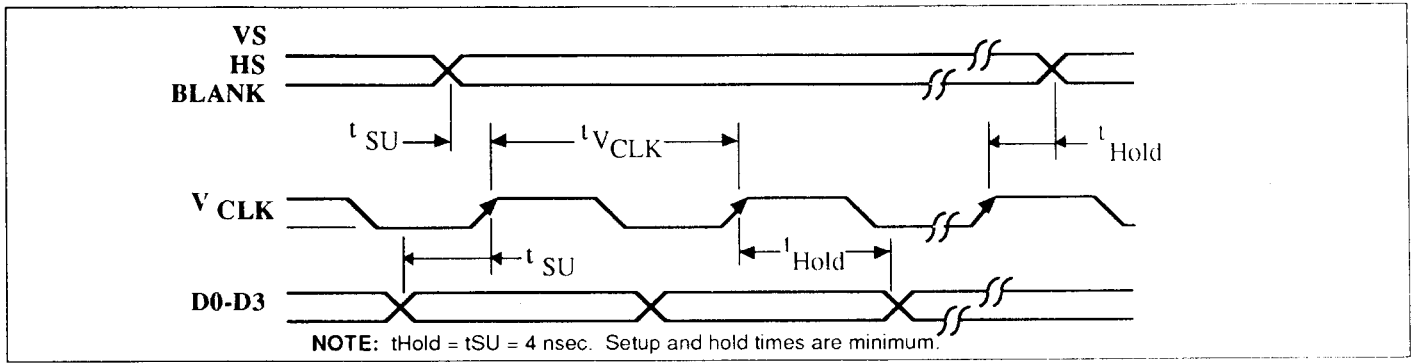 VS
HS
BLANK
t SU
t V CLK
t Hold
V CLK
t SU
t Hold
D0-D3
NOTE: tHold = tSU = 4 nsec. Setup and hold times are minimum.